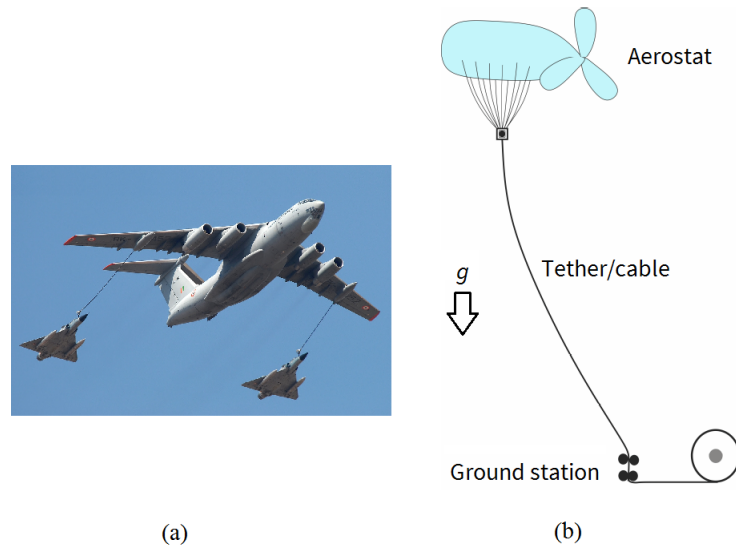 Aerostat
g
Tether/cable
Ground station
(a)
(b)